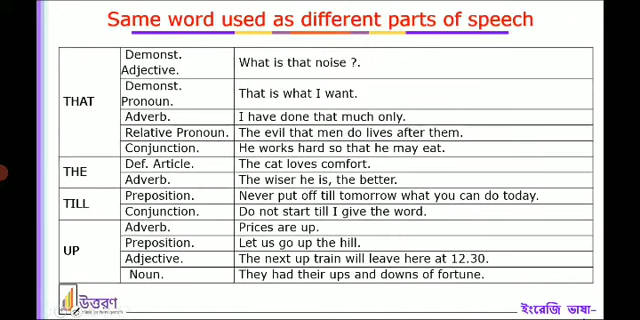 Same word used as different parts of speech
THAT
Demonst. Adjective. What is that noise ?.
Demonst. Pronoun. That is what I want.
Adverb. I have done that much only.
Relative Pronoun. The evil that men do lives after them.
Conjunction. He works hard so that he may eat.
THE
Def. Article. The cat loves comfort.
Adverb. The wiser he is, the better.
TILL
Preposition. Never put off till tomorrow what you can do today.
Conjunction. Do not start till I give the word.
UP
Adverb. Prices are up.
Preposition. Let us go up the hill.
Adjective. The next up train will leave here at 12.30.
Noun. They had their ups and downs of fortune.
উত্তরণ
ইংরেজি ভাষা–